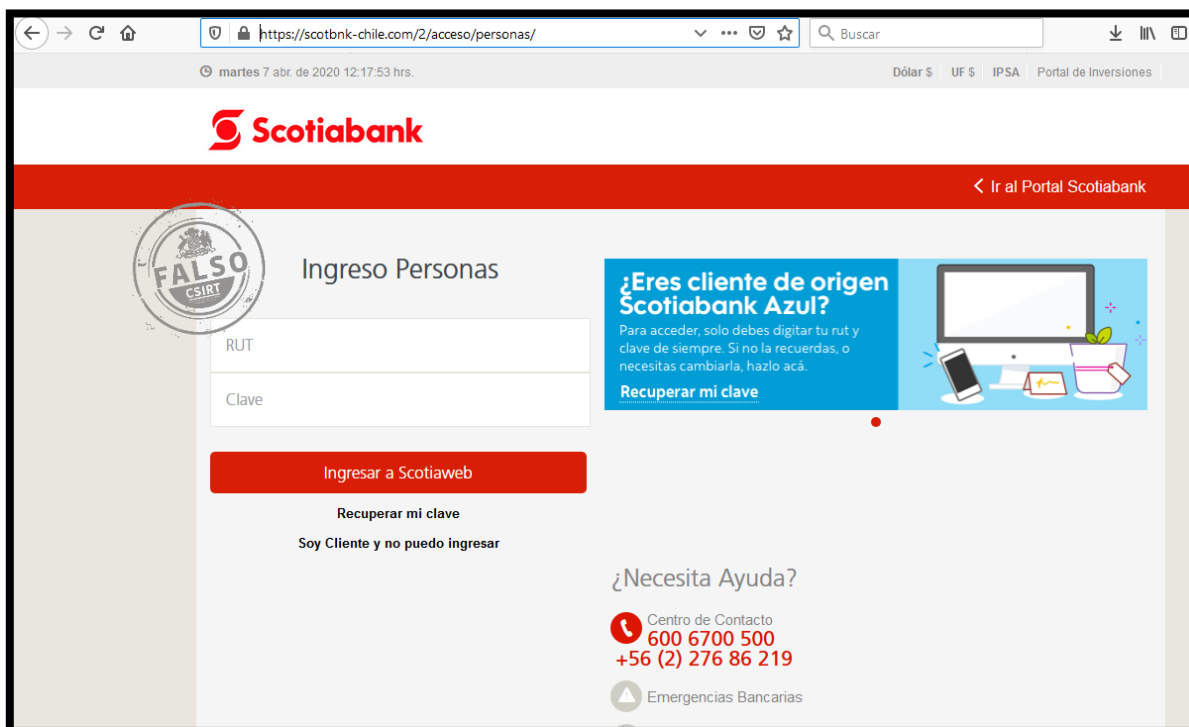 https://scotbnk-chile.com/2/acceso/personas/
Buscar
martes 7 abr. de 2020 12:17:53 hrs.
Dólar $ UF $ IPSA Portal de Inversiones
Scotiabank
Ir al Portal Scotiabank
FALSO
CSIRT
Ingreso Personas
RUT
Clave
Ingresar a Scotiaweb
Recuperar mi clave
Soy Cliente y no puedo ingresar
¿Eres cliente de origen
Scotiabank Azul?
Para acceder, solo debes digitar tu rut y
clave de siempre. Si no la recuerdas, o
necesitas cambiarla, hazlo acá.
Recuperar mi clave
¿Necesita Ayuda?
Centro de Contacto
600 6700 500
+56 (2) 276 86 219
Emergencias Bancarias